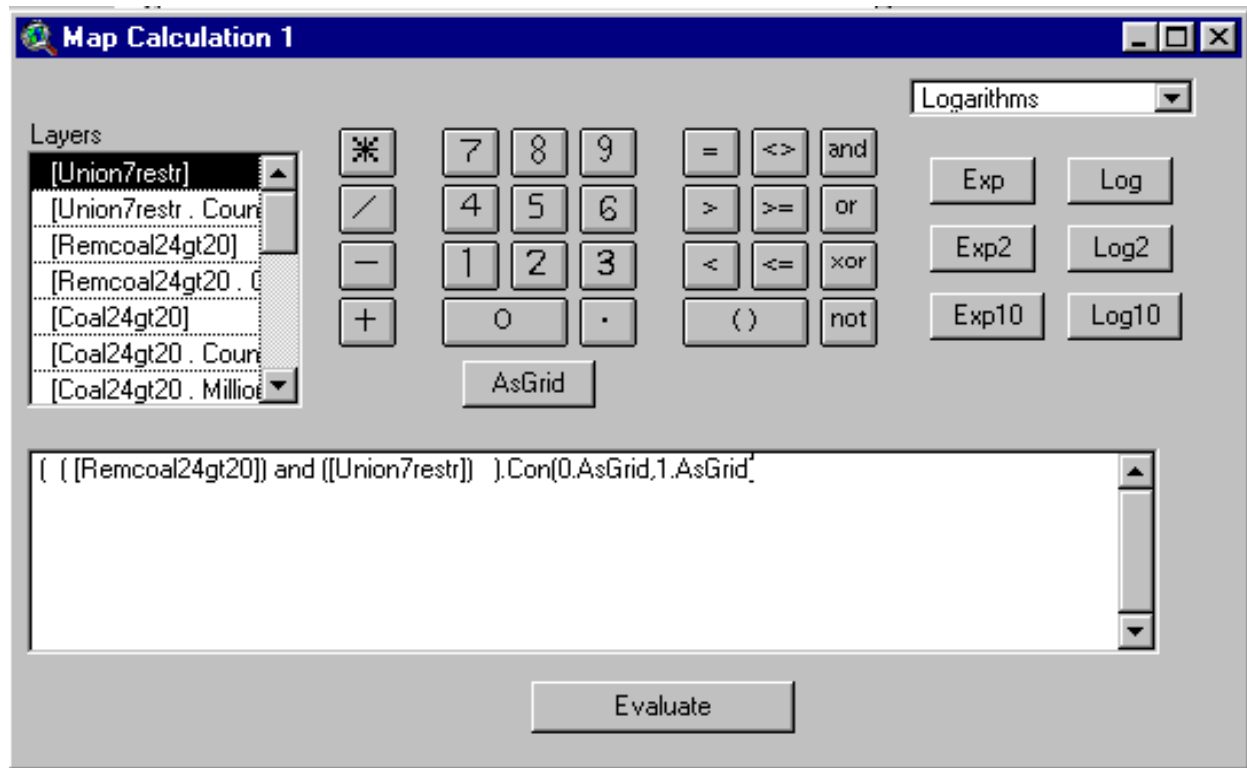 Map Calculation 1
Logarithms
Layers
[Union7restr]
[Union7restr . Coun
[Remcoal24gt20]
[Remcoal24gt20 . C
[Coal24gt20]
[Coal24gt20 . Coun
[Coal24gt20 . Million
* 7 8 9 = <> and
/ 4 5 6 > >= or
- 1 2 3 < <= xor
+ 0 . ( ) not
AsGrid
Exp Log
Exp2 Log2
Exp10 Log10
( ( [Remcoal24gt20]) and ([Union7restr]) ).Con(0.AsGrid,1.AsGrid
Evaluate